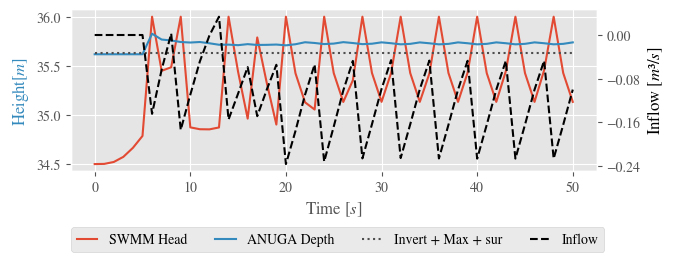 36.0
35.5
35.0
34.5
Height[m]
0.00
−0.08
−0.16
−0.24
Inflow [m³/s]
0 10 20 30 40 50
Time [s]
SWMM Head ANUGA Depth Invert + Max + sur Inflow